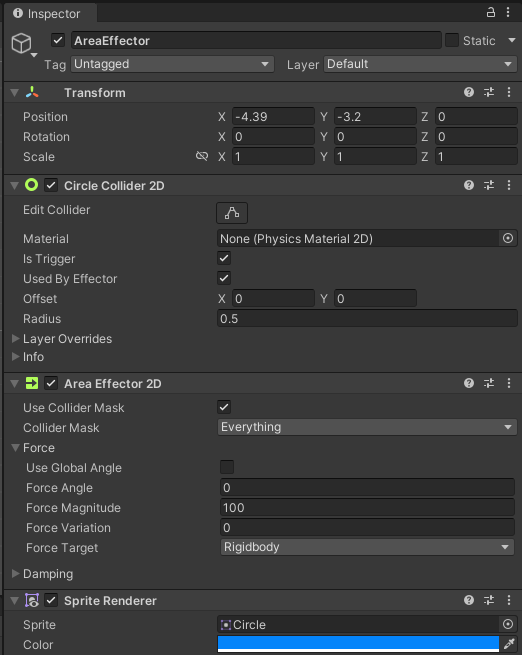 Inspector
AreaEffector Static
Tag Untagged Layer Default
Transform
Position X -4.39 Y -3.2 Z 0
Rotation X 0 Y 0 Z 0
Scale X 1 Y 1 Z 1
Circle Collider 2D
Edit Collider
Material None (Physics Material 2D)
Is Trigger
Used By Effector
Offset X 0 Y 0
Radius 0.5
Layer Overrides
Info
Area Effector 2D
Use Collider Mask
Collider Mask Everything
Force
Use Global Angle
Force Angle 0
Force Magnitude 100
Force Variation 0
Force Target Rigidbody
Damping
Sprite Renderer
Sprite Circle
Color